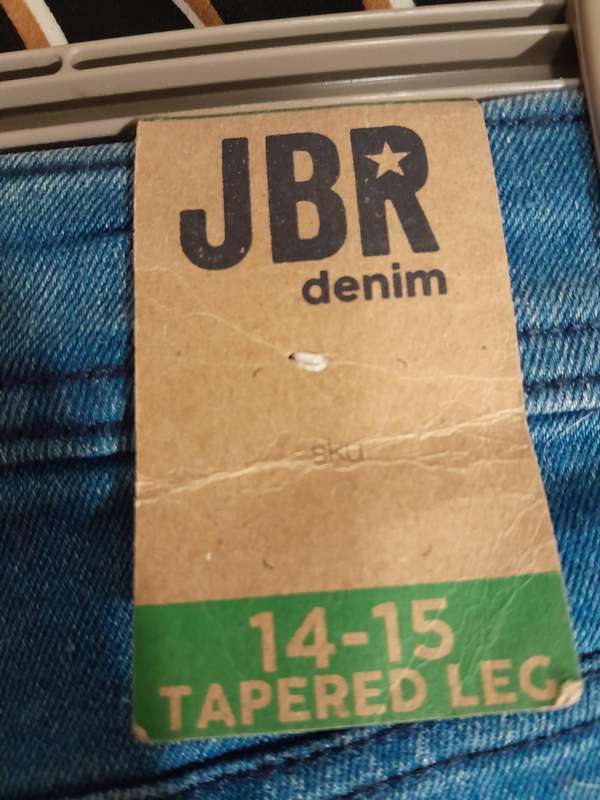 JBR
denim
sku
14-15
TAPERED LEG